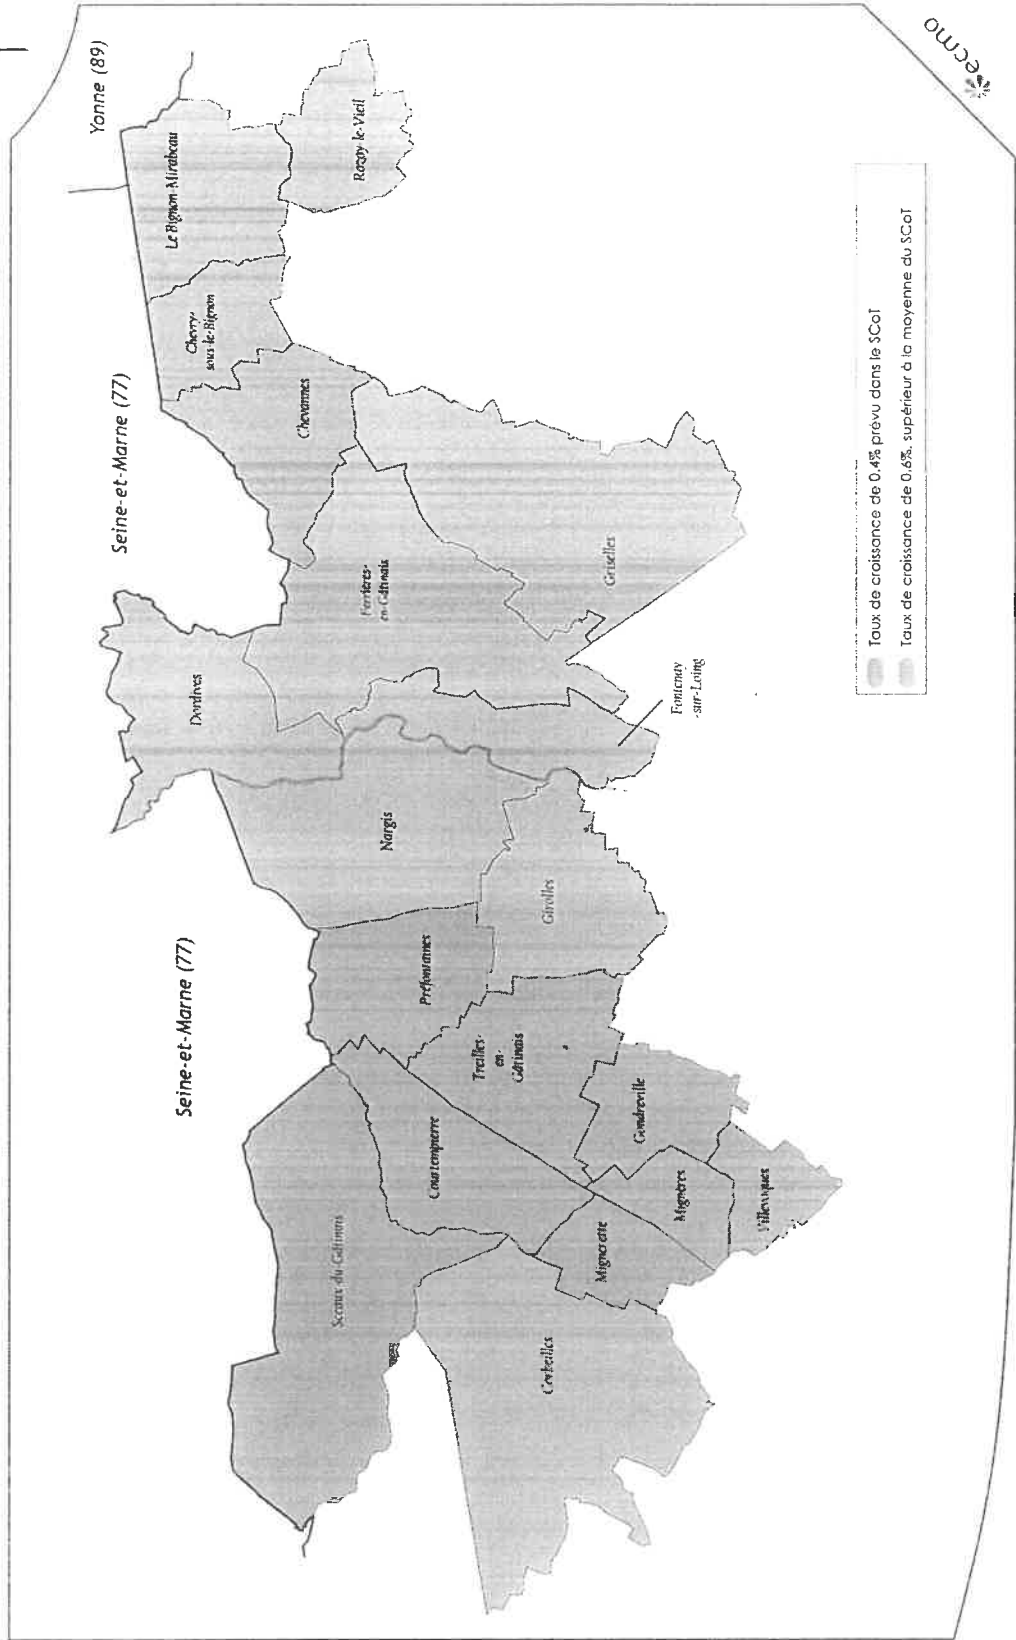 Yonne (89)
Seine-et-Marne (77)
Seine-et-Marne (77)
Le Bignon-Mirabeau
Rozoy-le-Vieil
Chevry-
sous-le-Bignon
Chevannes
Dordives
Ferrières-
en-Gâtinais
Griselles
Fontenay
-sur-Loing
Nargis
Girolles
Préfontaines
Treilles-
en-
Gâtinais
Gondreville
Courtempierre
Mignères
Villevoques
Mignerette
Sceaux-du-Gâtinais
Corbeilles
Taux de croissance de 0.4% prévu dans le SCoT
Taux de croissance de 0.6%, supérieur à la moyenne du SCoT
ecmo